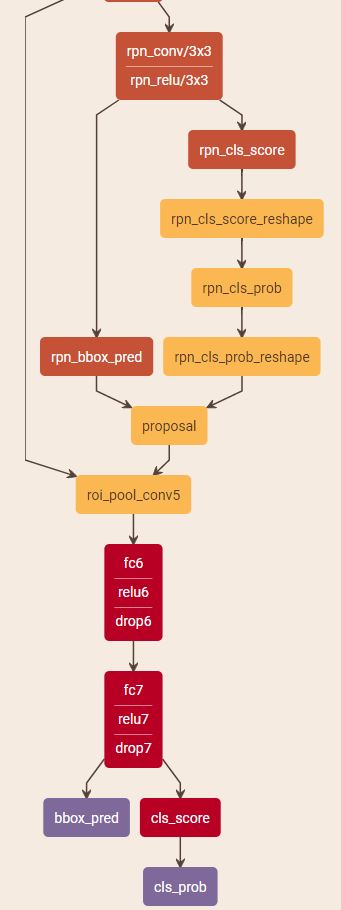 rpn_conv/3x3
rpn_relu/3x3
rpn_cls_score
rpn_cls_score_reshape
rpn_cls_prob
rpn_bbox_pred
rpn_cls_prob_reshape
proposal
roi_pool_conv5
fc6
relu6
drop6
fc7
relu7
drop7
bbox_pred
cls_score
cls_prob